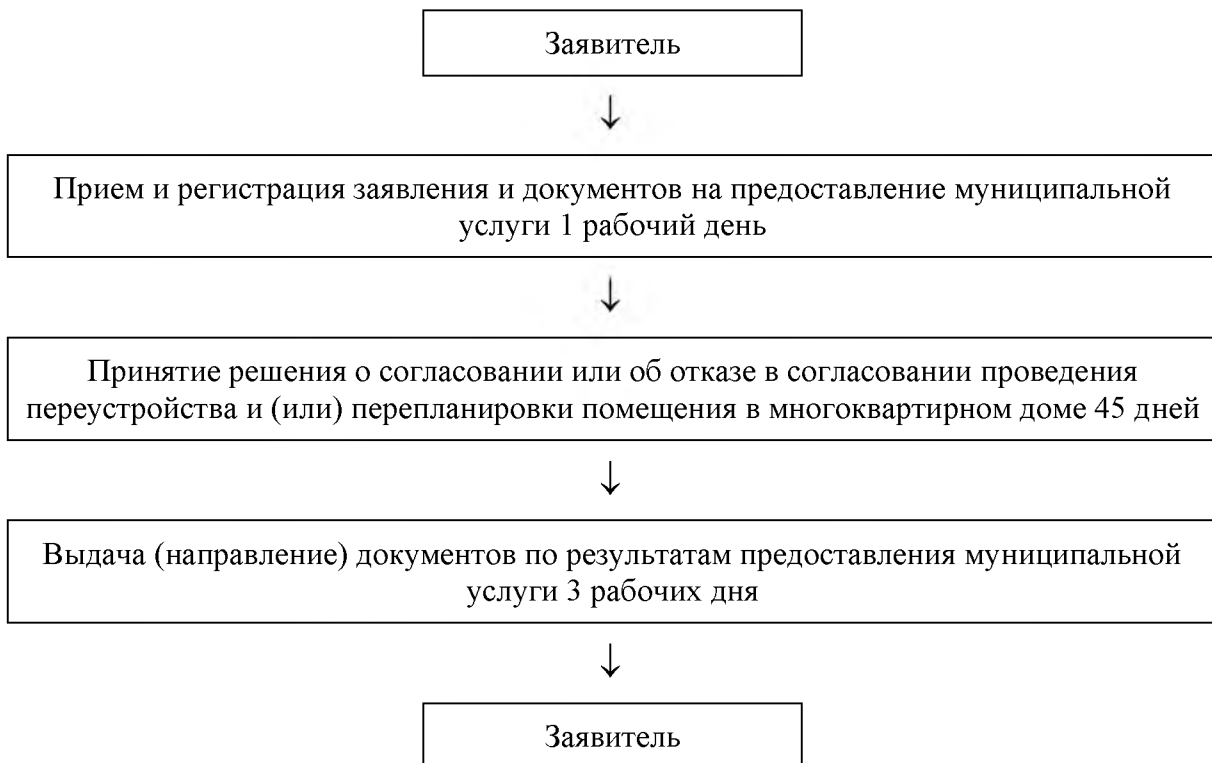 Заявитель
↓
Прием и регистрация заявления и документов на предоставление муниципальной
услуги 1 рабочий день
↓
Принятие решения о согласовании или об отказе в согласовании проведения
переустройства и (или) перепланировки помещения в многоквартирном доме 45 дней
↓
Выдача (направление) документов по результатам предоставления муниципальной
услуги 3 рабочих дня
↓
Заявитель